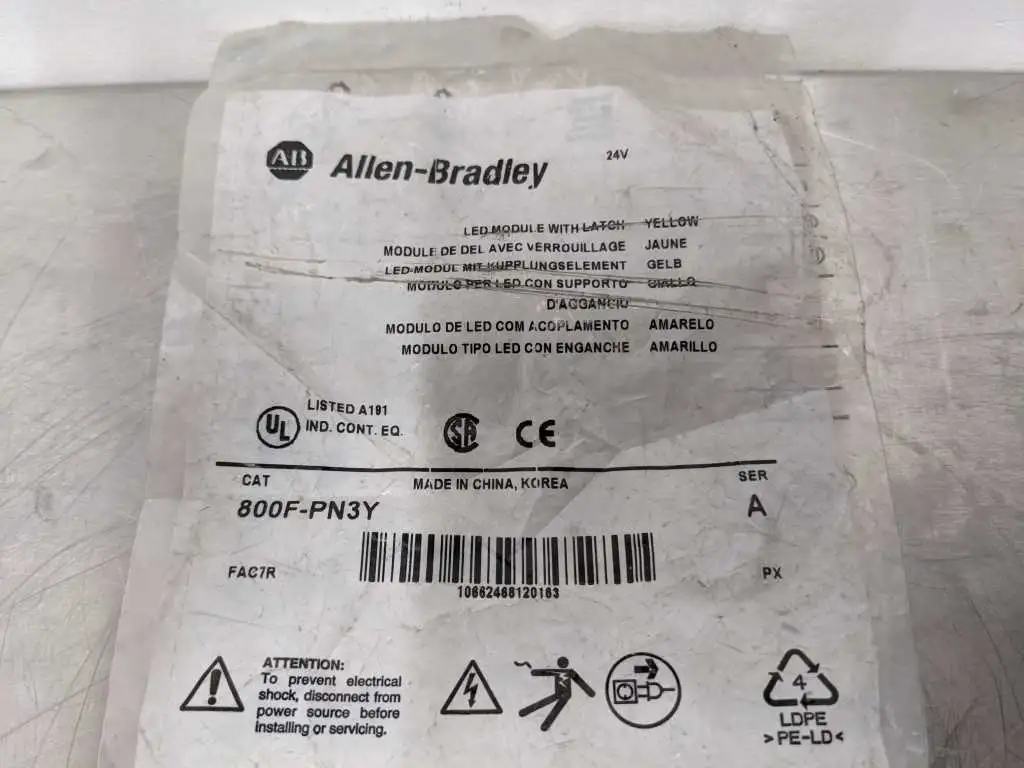 AB Allen-Bradley 24V
LED MODULE WITH LATCH YELLOW
MODULE DE DEL AVEC VERROUILLAGE JAUNE
LED-MODUL MIT KUPPLUNGSELEMENT GELB
MODULO PER LED CON SUPPORTO GIALLO
D'AGGANCIO
MODULO DE LED COM ACOPLAMENTO AMARELO
MODULO TIPO LED CON ENGANCHE AMARILLO
UL LISTED A191
IND. CONT. EQ.
SA CE
CAT MADE IN CHINA, KOREA SER
800F-PN3Y A
FAC7R PX
10662468120163
ATTENTION:
To prevent electrical
shock, disconnect from
power source before
installing or servicing.
4
LDPE
>PE-LD<